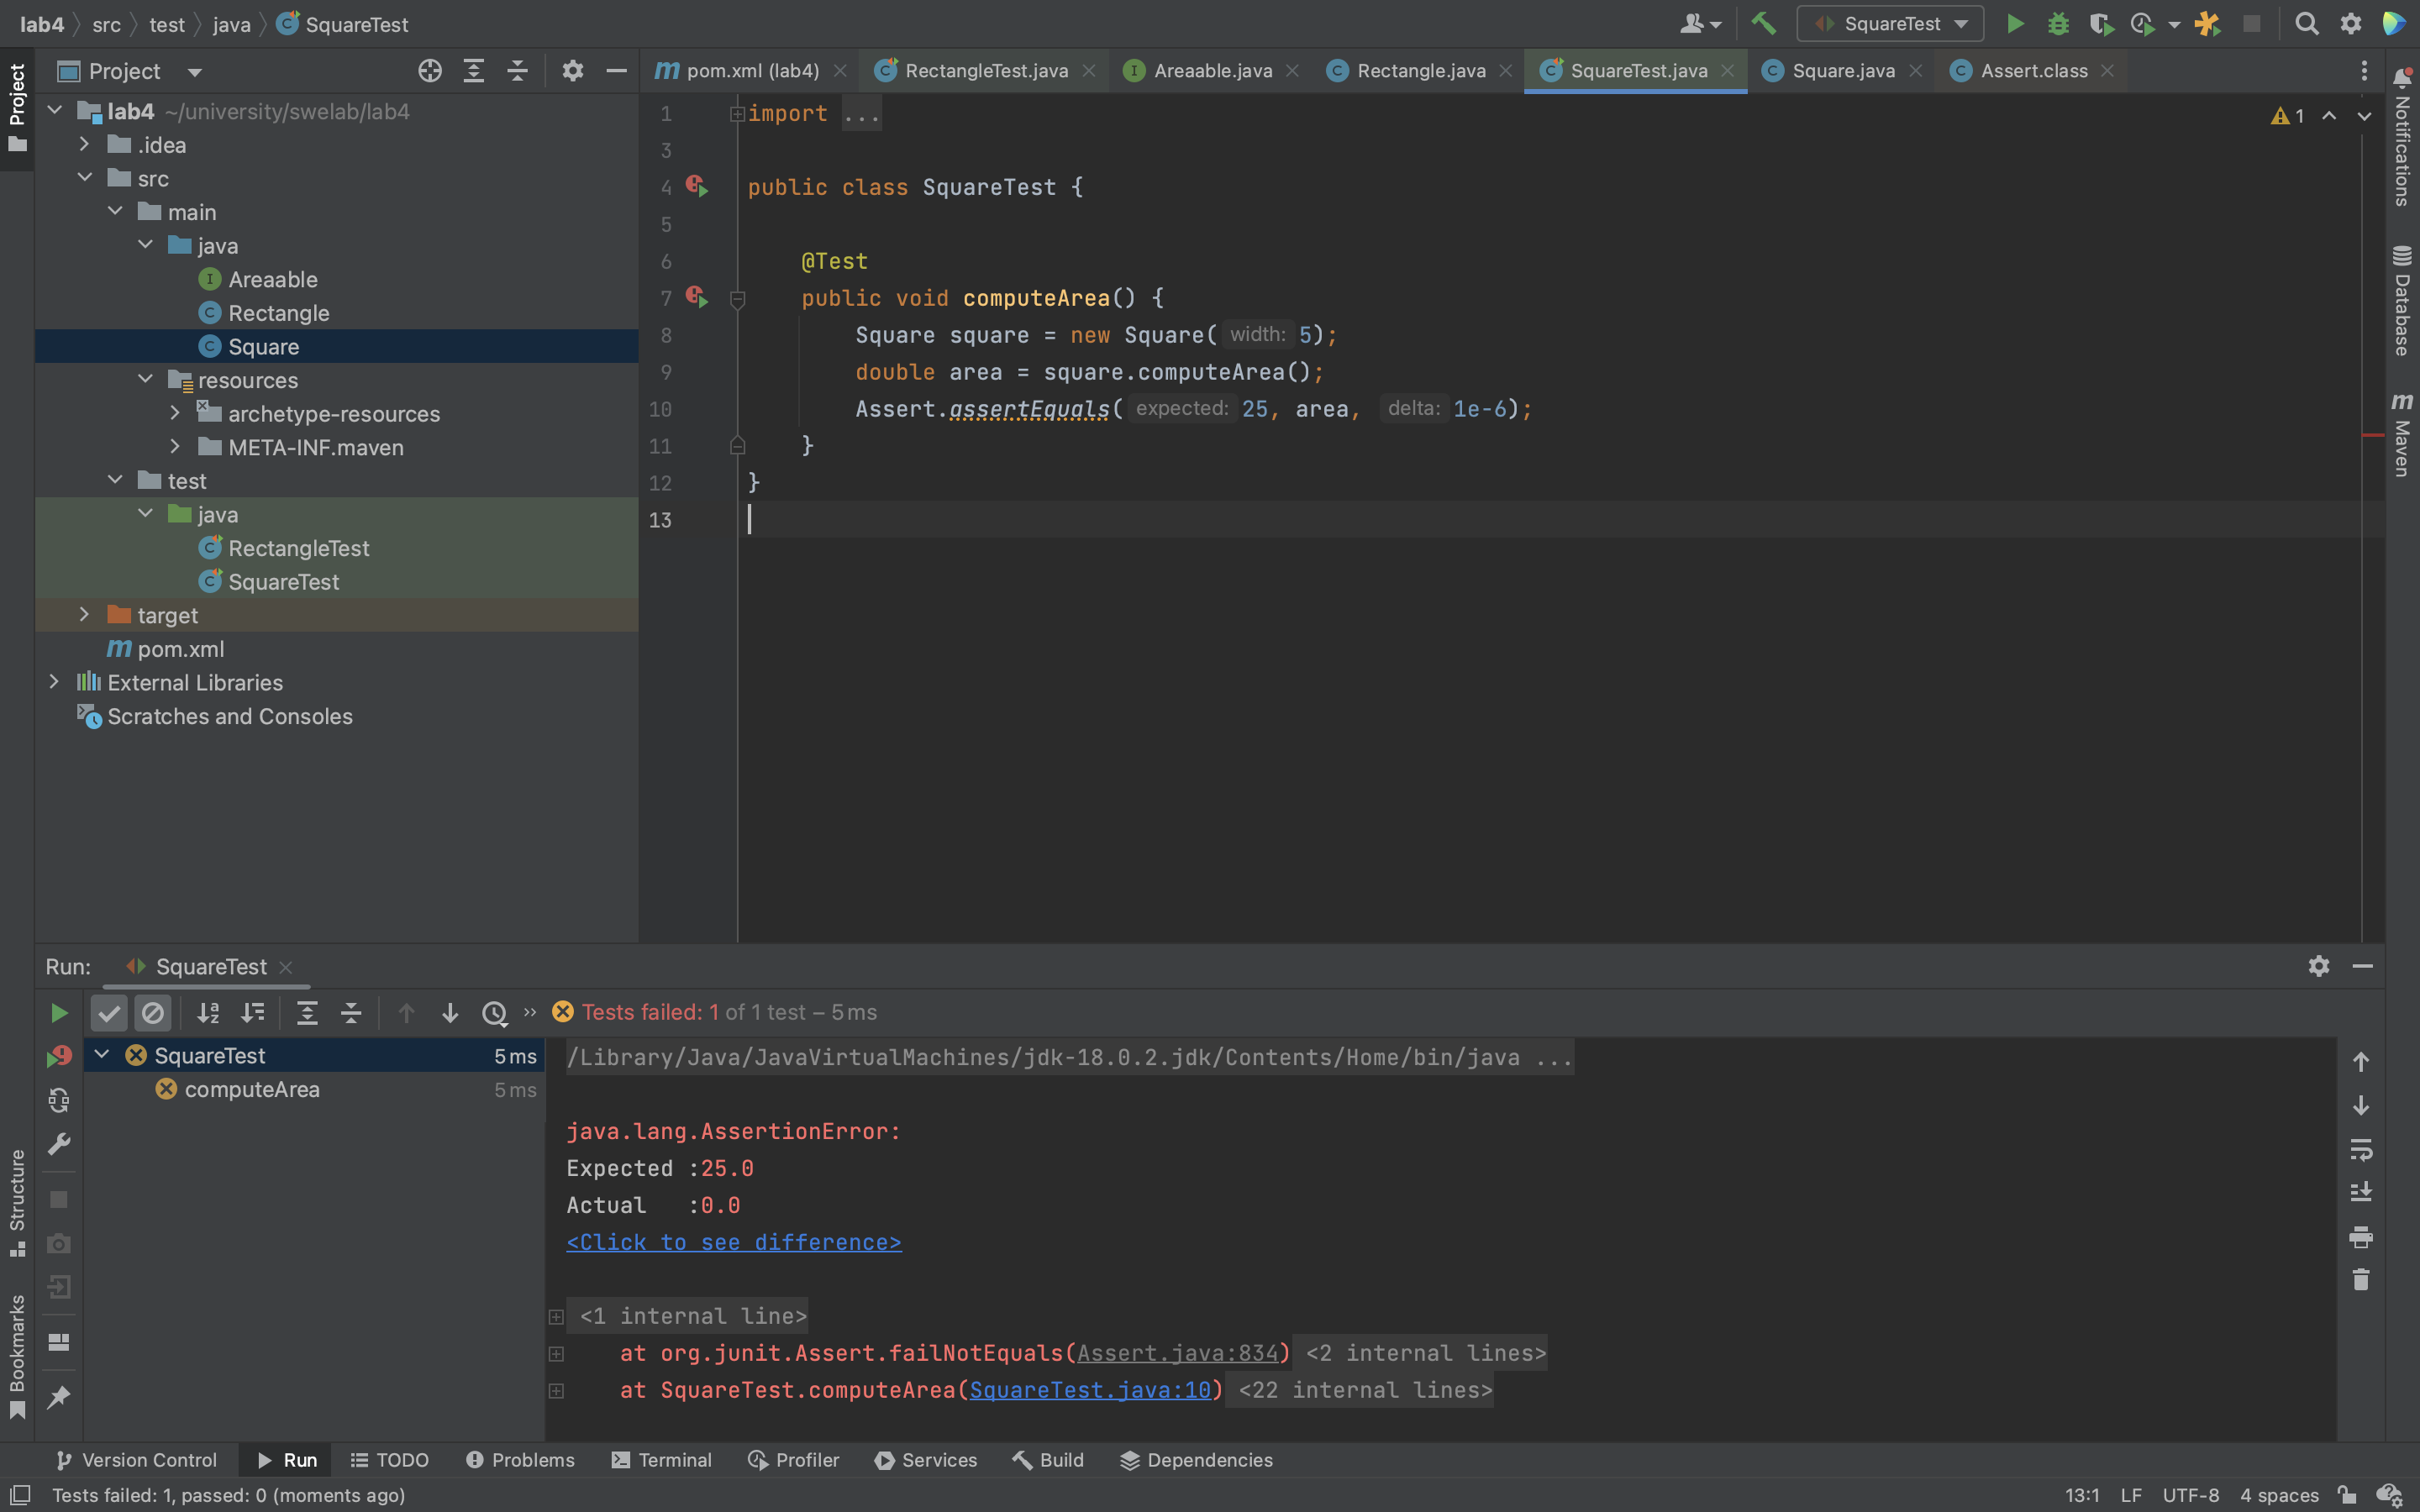 lab4 src test java SquareTest
SquareTest
Project
pom.xml (lab4) RectangleTest.java Areaable.java Rectangle.java SquareTest.java Square.java Assert.class
Project
Notifications
Database
Maven
Structure
Bookmarks
lab4 ~/university/swelab/lab4
.idea
src
main
java
Areaable
Rectangle
Square
resources
archetype-resources
META-INF.maven
test
java
RectangleTest
SquareTest
target
pom.xml
External Libraries
Scratches and Consoles
1 import ...
1
3
4 public class SquareTest {
5
6 @Test
7 public void computeArea() {
8 Square square = new Square( width: 5);
9 double area = square.computeArea();
10 Assert.assertEquals( expected: 25, area, delta: 1e-6);
11 }
12 }
13
Run: SquareTest
Tests failed: 1 of 1 test – 5 ms
SquareTest 5 ms
computeArea 5 ms
/Library/Java/JavaVirtualMachines/jdk-18.0.2.jdk/Contents/Home/bin/java ...
java.lang.AssertionError:
Expected :25.0
Actual :0.0
<Click to see difference>
<1 internal line>
at org.junit.Assert.failNotEquals(Assert.java:834) <2 internal lines>
at SquareTest.computeArea(SquareTest.java:10) <22 internal lines>
Version Control Run TODO Problems Terminal Profiler Services Build Dependencies
Tests failed: 1, passed: 0 (moments ago) 13:1 LF UTF-8 4 spaces